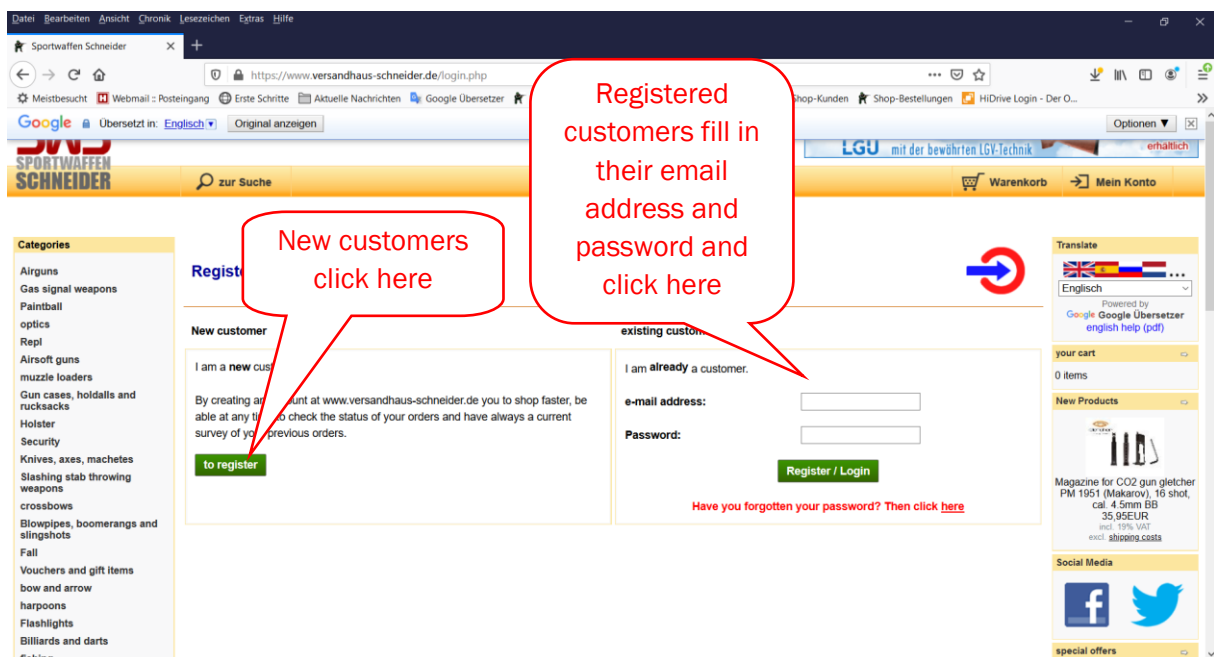 Datei Bearbeiten Ansicht Chronik Lesezeichen Extras Hilfe
Sportwaffen Schneider
https://www.versandhaus-schneider.de/login.php
Meistbesucht Webmail :: Posteingang Erste Schritte Aktuelle Nachrichten Google Übersetzer
Shop-Kunden Shop-Bestellungen HiDrive Login - Der O...
Google Übersetzt in: Englisch Original anzeigen
Optionen
SPORTWAFFEN
SCHNEIDER
LGU mit der bewährten LGV-Technik
erhältlich
zur Suche
Warenkorb
Mein Konto
New customers
click here
Registered
customers fill in
their email
address and
password and
click here
Categories
Airguns
Gas signal weapons
Paintball
optics
Repl
Airsoft guns
muzzle loaders
Gun cases, holdalls and
rucksacks
Holster
Security
Knives, axes, machetes
Slashing stab throwing
weapons
crossbows
Blowpipes, boomerangs and
slingshots
Fall
Vouchers and gift items
bow and arrow
harpoons
Flashlights
Billiards and darts
New customer
I am a new
By creating an at www.versandhaus-schneider.de you to shop faster, be
able at any to check the status of your orders and have always a current
survey of previous orders.
to register
existing
I am already a customer.
e-mail address:
Password:
Register / Login
Have you forgotten your password? Then click here
Translate
Englisch
Powered by
Google Google Übersetzer
english help (pdf)
your cart
0 items
New Products
Magazine for CO2 gun gletcher
PM 1951 (Makarov), 16 shot,
cal. 4.5mm BB
35,95EUR
incl. 19% VAT
excl. shipping costs
Social Media
special offers